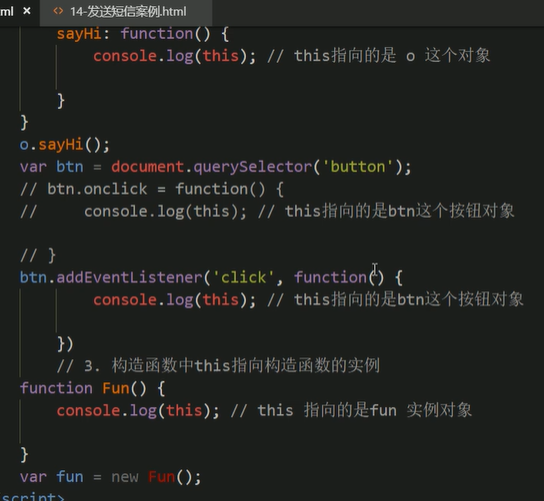 ml × <> 14-发送短信案例.html
sayHi: function() {
console.log(this); // this指向的是 o 这个对象
}
}
o.sayHi();
var btn = document.querySelector('button');
// btn.onclick = function() {
// console.log(this); // this指向的是btn这个按钮对象
// }
btn.addEventListener('click', function() {
console.log(this); // this指向的是btn这个按钮对象
})
// 3. 构造函数中this指向构造函数的实例
function Fun() {
console.log(this); // this 指向的是fun 实例对象
}
var fun = new Fun();
script>